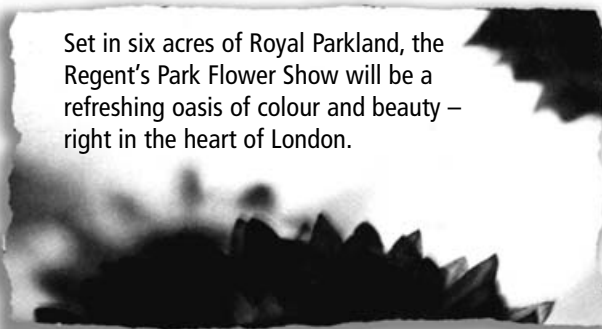 Set in six acres of Royal Parkland, the
Regent's Park Flower Show will be a
refreshing oasis of colour and beauty –
right in the heart of London.